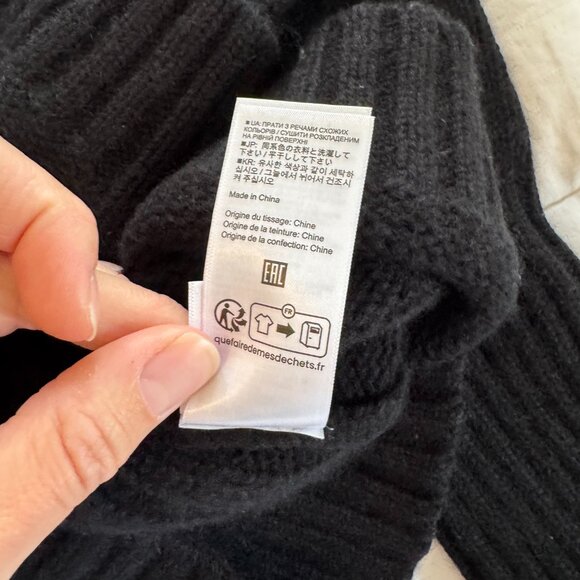 ■ UA: ПРАТИ З РЕЧАМИ СХОЖИХ
КОЛЬОРІВ / СУШИТИ РОЗКЛАДЕНИМ
НА РІВНІЙ ПОВЕРХНІ
■ JP: 同系色の衣料と洗濯して
下さい / 平干しして下さい
■ KR: 유사한 색상과 같이 세탁하
십시오 / 그늘에서 뉘어서 건조시
켜 주십시오
Made in China
Origine du tissage: Chine
Origine de la teinture: Chine
Origine de la confection: Chine
EAC
FR
quefairedemesdechets.fr